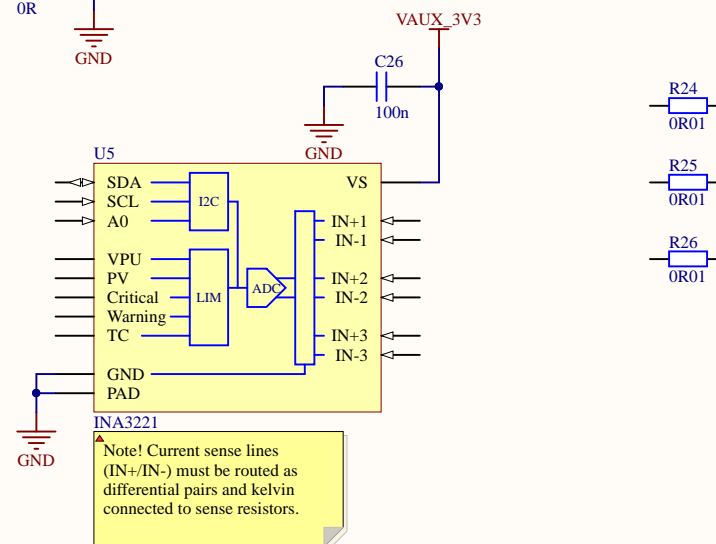 0R
GND
VAUX_3V3
C26
100n
GND
R24
0R01
R25
0R01
R26
0R01
U5
SDA
SCL
A0
I2C
VPU
PV
Critical
Warning
TC
LIM
ADC
GND
PAD
VS
IN+1
IN-1
IN+2
IN-2
IN+3
IN-3
INA3221
GND
Note! Current sense lines
(IN+/IN-) must be routed as
differential pairs and kelvin
connected to sense resistors.